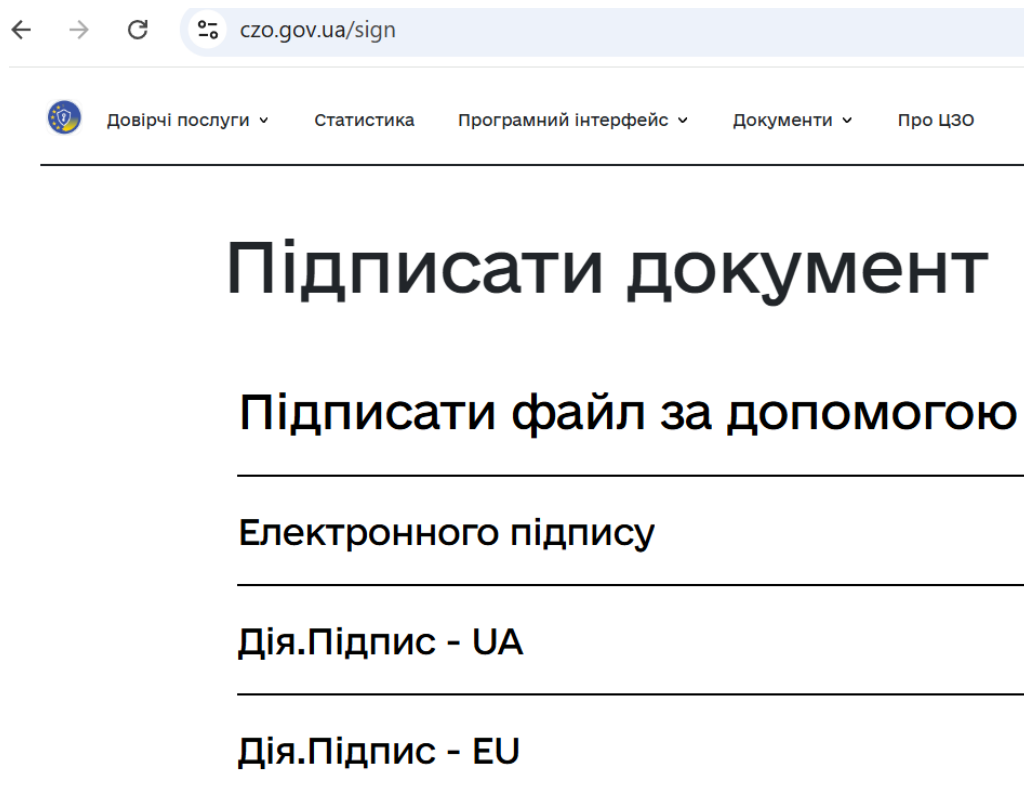 czo.gov.ua/sign
Довірчі послуги Статистика Програмний інтерфейс Документи Про ЦЗО
Підписати документ
Підписати файл за допомогою
Електронного підпису
Дія.Підпис - UA
Дія.Підпис - EU